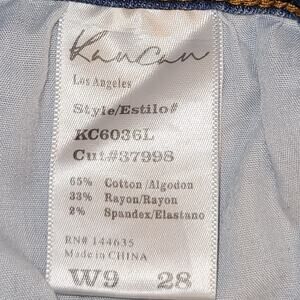 KanCan
Los Angeles
Style/Estilo#
KC6036L
Cut#37998
65% Cotton/Algodon
33% Rayon/Rayon
2% Spandex/Elastano
RN# 144635
Made in CHINA
W9 28